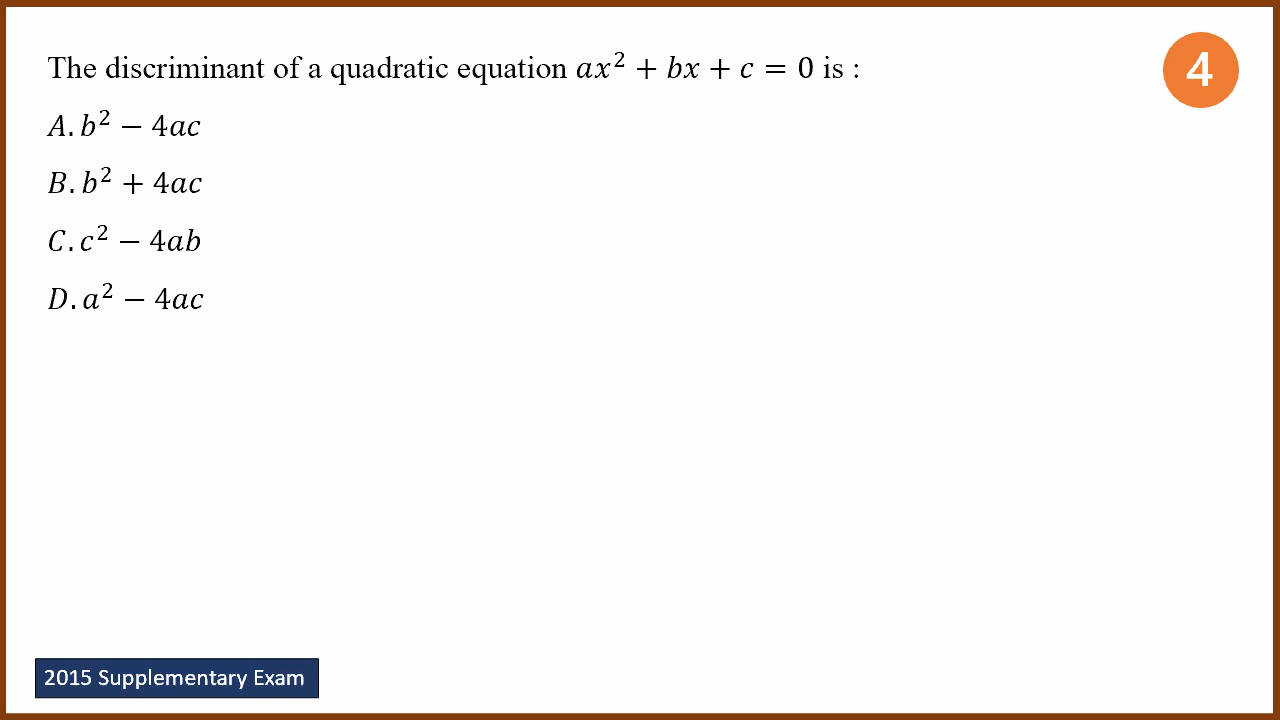 The discriminant of a quadratic equation 𝑎𝑥² + 𝑏𝑥 + 𝑐 = 0 is :
4
𝐴. 𝑏² − 4𝑎𝑐
𝐵. 𝑏² + 4𝑎𝑐
𝐶. 𝑐² − 4𝑎𝑏
𝐷. 𝑎² − 4𝑎𝑐
2015 Supplementary Exam